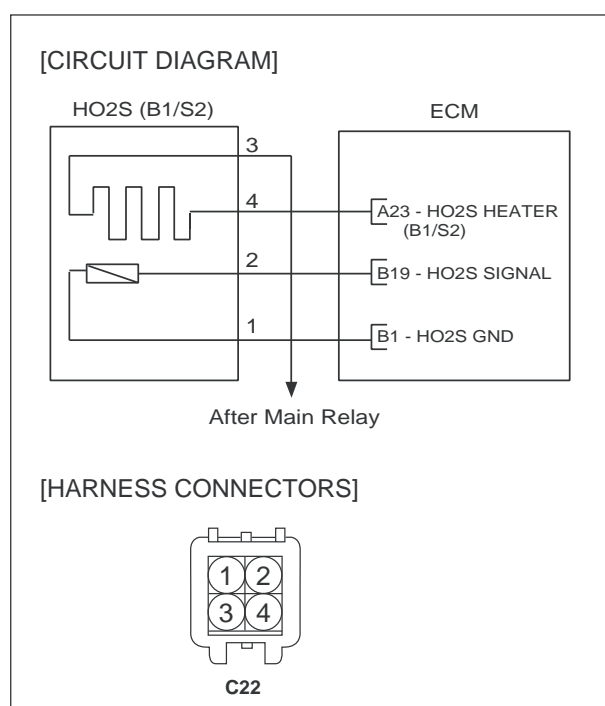 [CIRCUIT DIAGRAM]
HO2S (B1/S2)
ECM
3
4
A23 - HO2S HEATER
(B1/S2)
2
B19 - HO2S SIGNAL
1
B1 - HO2S GND
After Main Relay
[HARNESS CONNECTORS]
1 2
3 4
C22